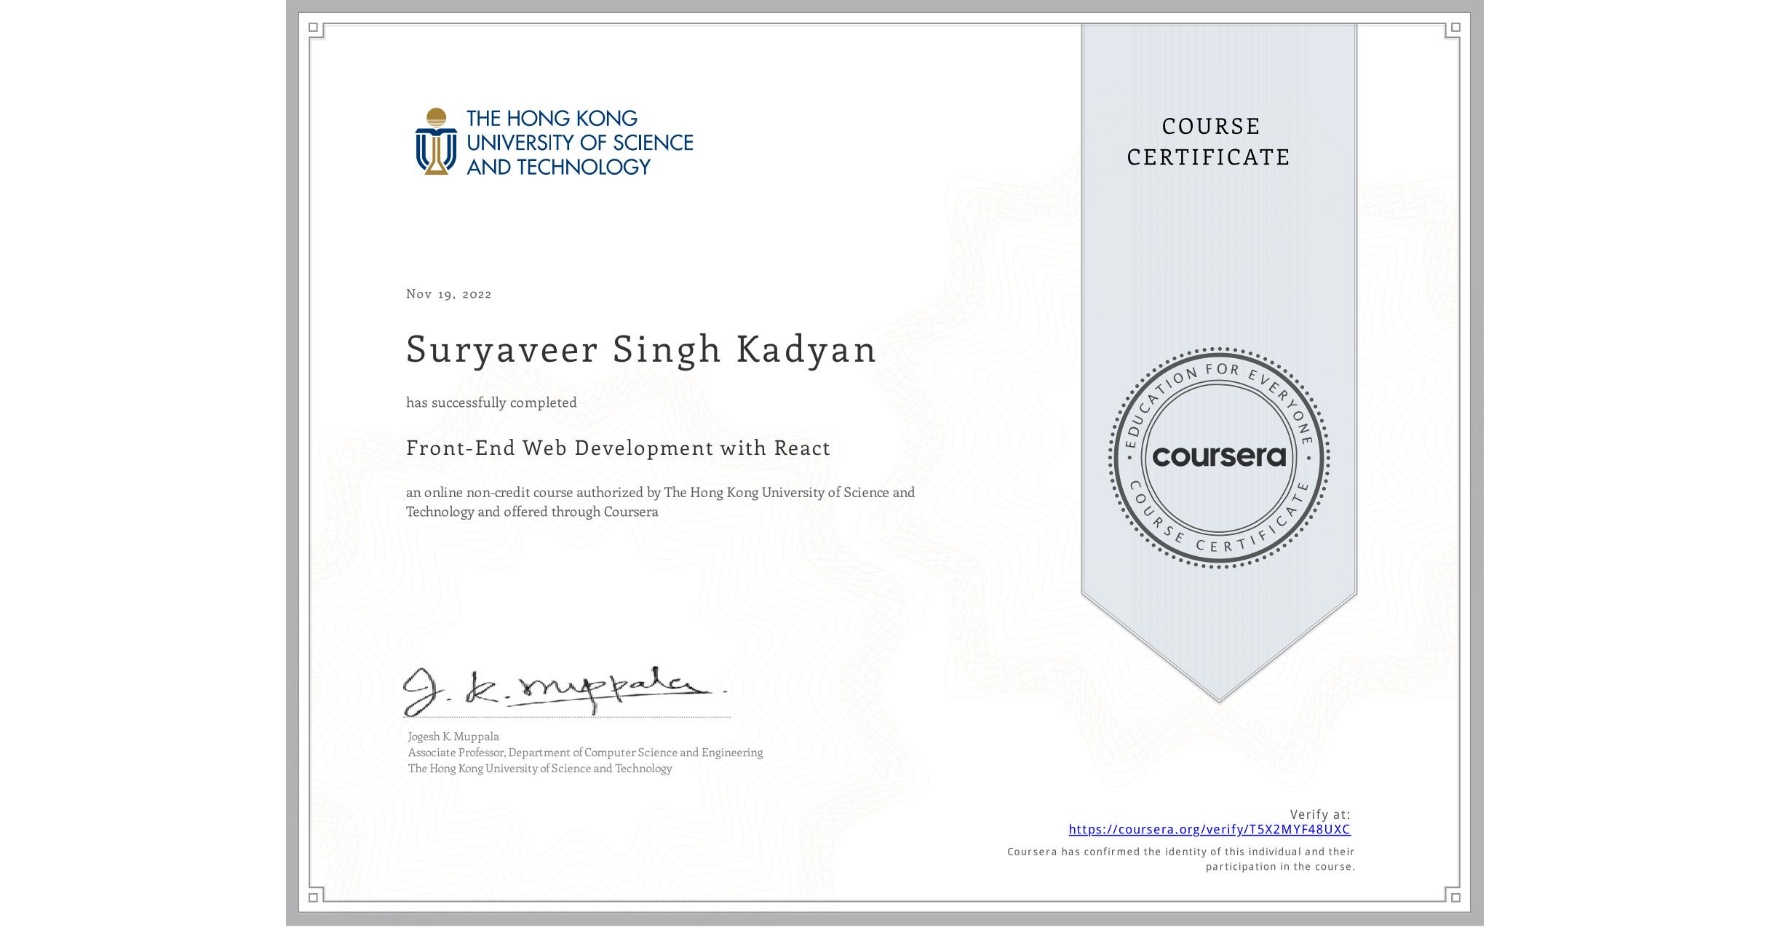 THE HONG KONG
UNIVERSITY OF SCIENCE
AND TECHNOLOGY
COURSE
CERTIFICATE
Nov 19, 2022
Suryaveer Singh Kadyan
has successfully completed
Front-End Web Development with React
an online non-credit course authorized by The Hong Kong University of Science and
Technology and offered through Coursera
EDUCATION FOR EVERYONE
coursera
COURSE CERTIFICATE
J. K. Muppala
Jogesh K. Muppala
Associate Professor, Department of Computer Science and Engineering
The Hong Kong University of Science and Technology
Verify at:
https://coursera.org/verify/T5X2MYF48UXC
Coursera has confirmed the identity of this individual and their
participation in the course.